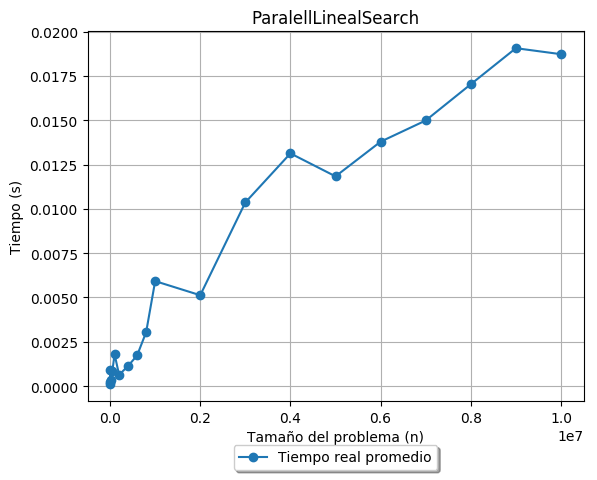 ParalellLinealSearch
0.0200
0.0175
0.0150
0.0125
0.0100
0.0075
0.0050
0.0025
0.0000
Tiempo (s)
0.0 0.2 0.4 0.6 0.8 1.0
1e7
Tamaño del problema (n)
Tiempo real promedio